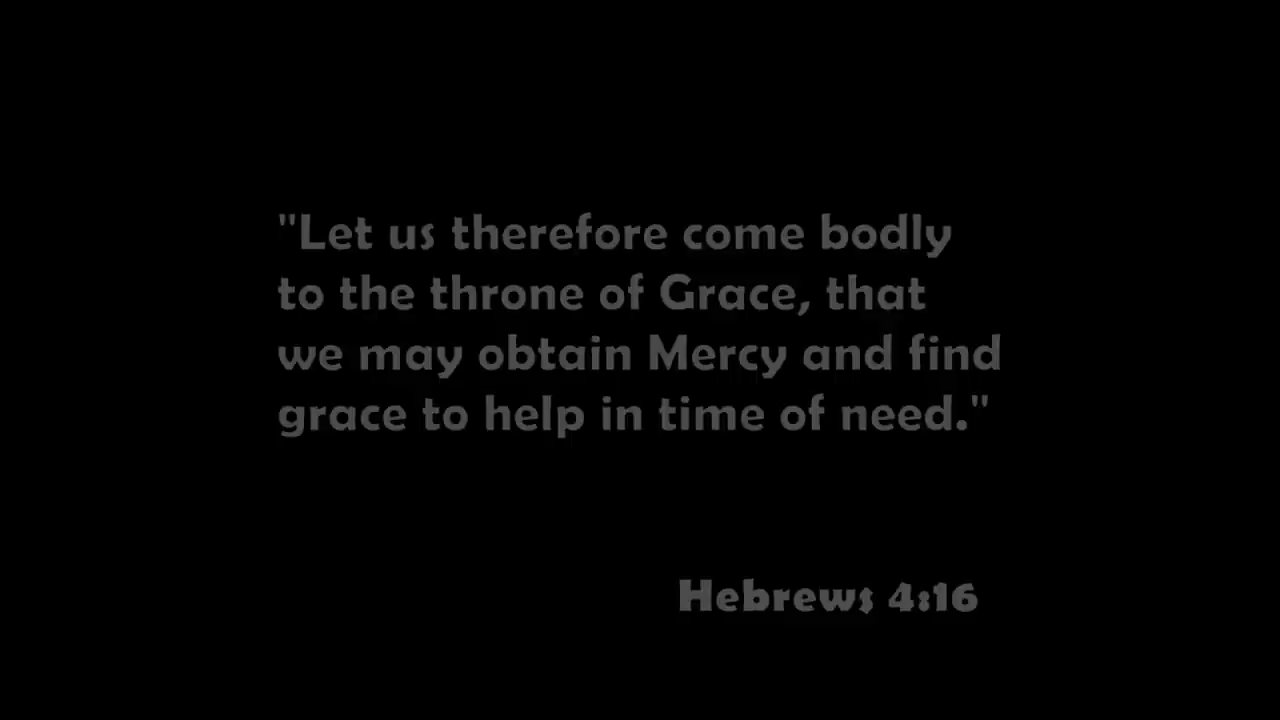 "Let us therefore come bodly
to the throne of Grace, that
we may obtain Mercy and find
grace to help in time of need."
Hebrews 4:16